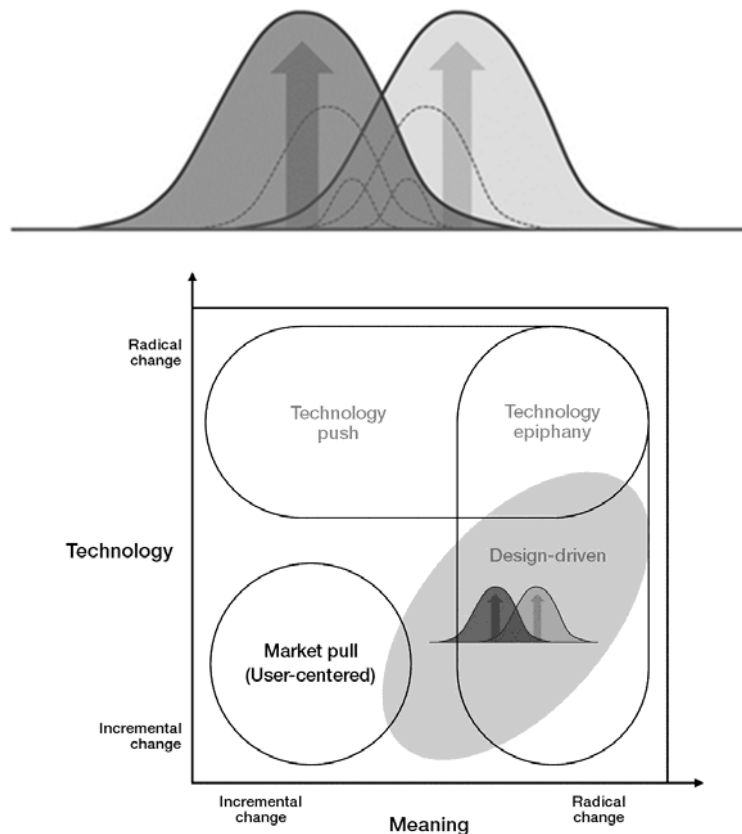 Radical
change
Technology
push
Technology
epiphany
Technology
Design-driven
Market pull
(User-centered)
Incremental
change
Incremental
change
Meaning
Radical
change